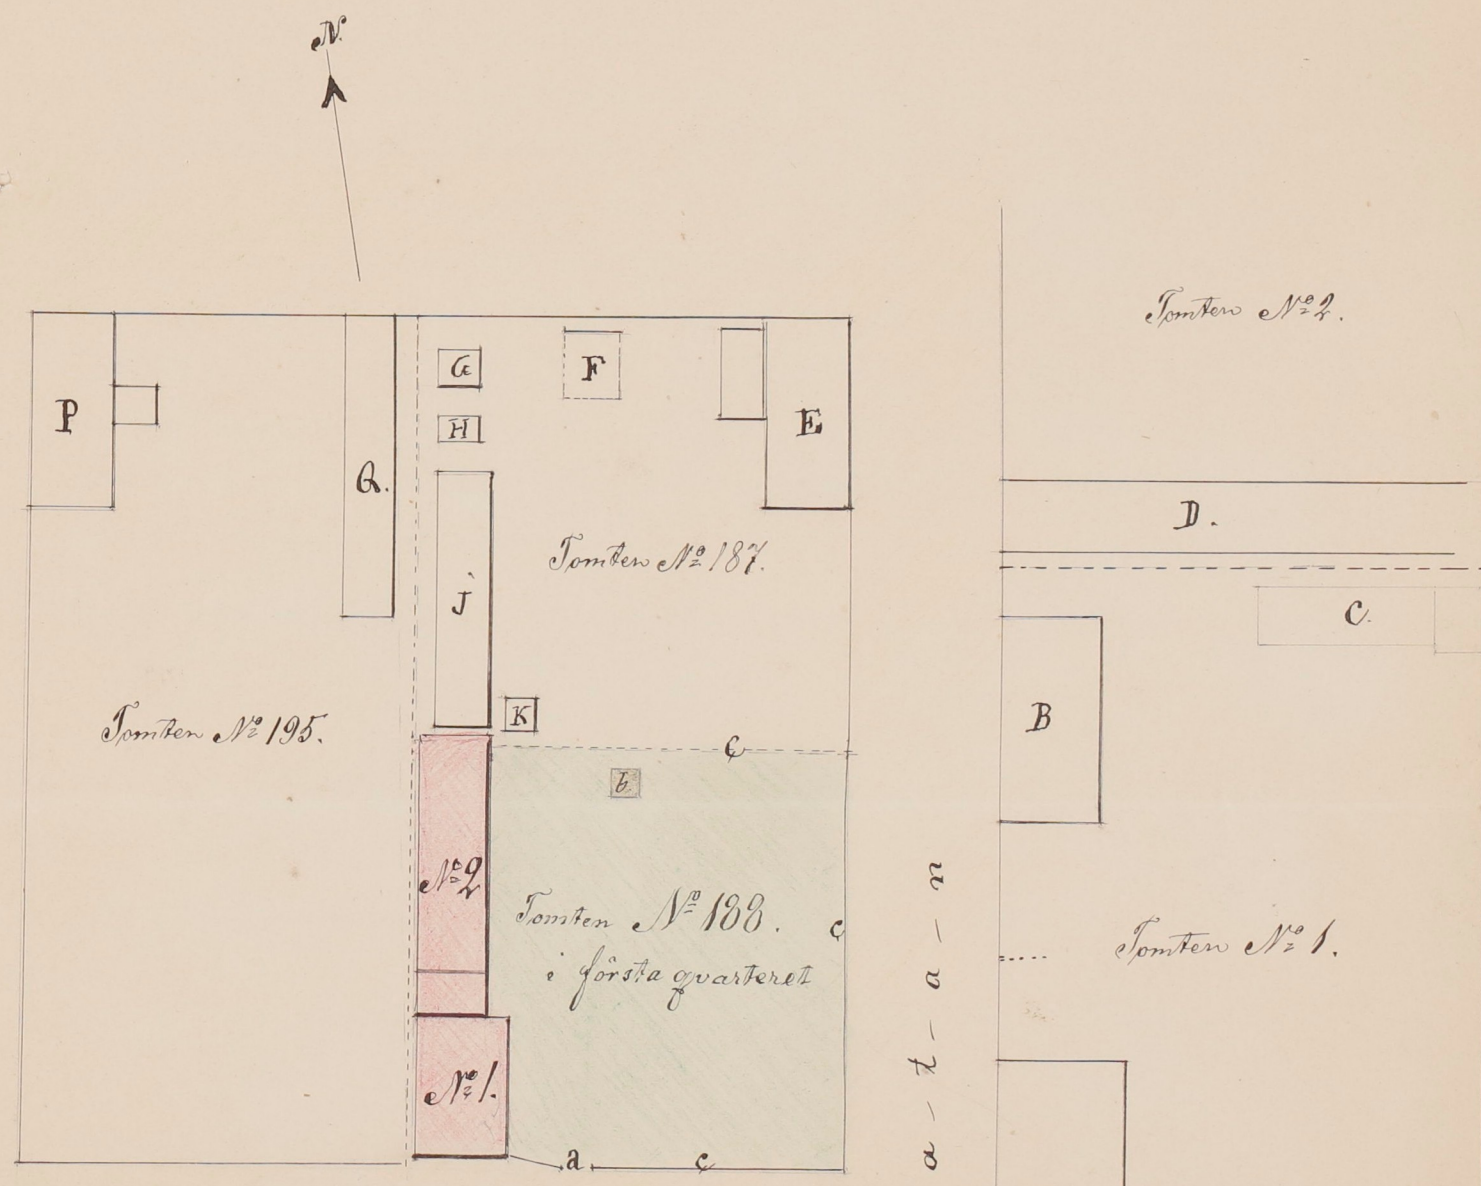 N.
Tomten No 2.
G
F
E
P
H
Q.
D.
Tomten No 187.
J
C.
K
B
Tomten No 195.
c
b
No 2
Tomten No 188.
c
i första qvarteret
Tomten No 1.
a-t-a-n
No 1.
a
c